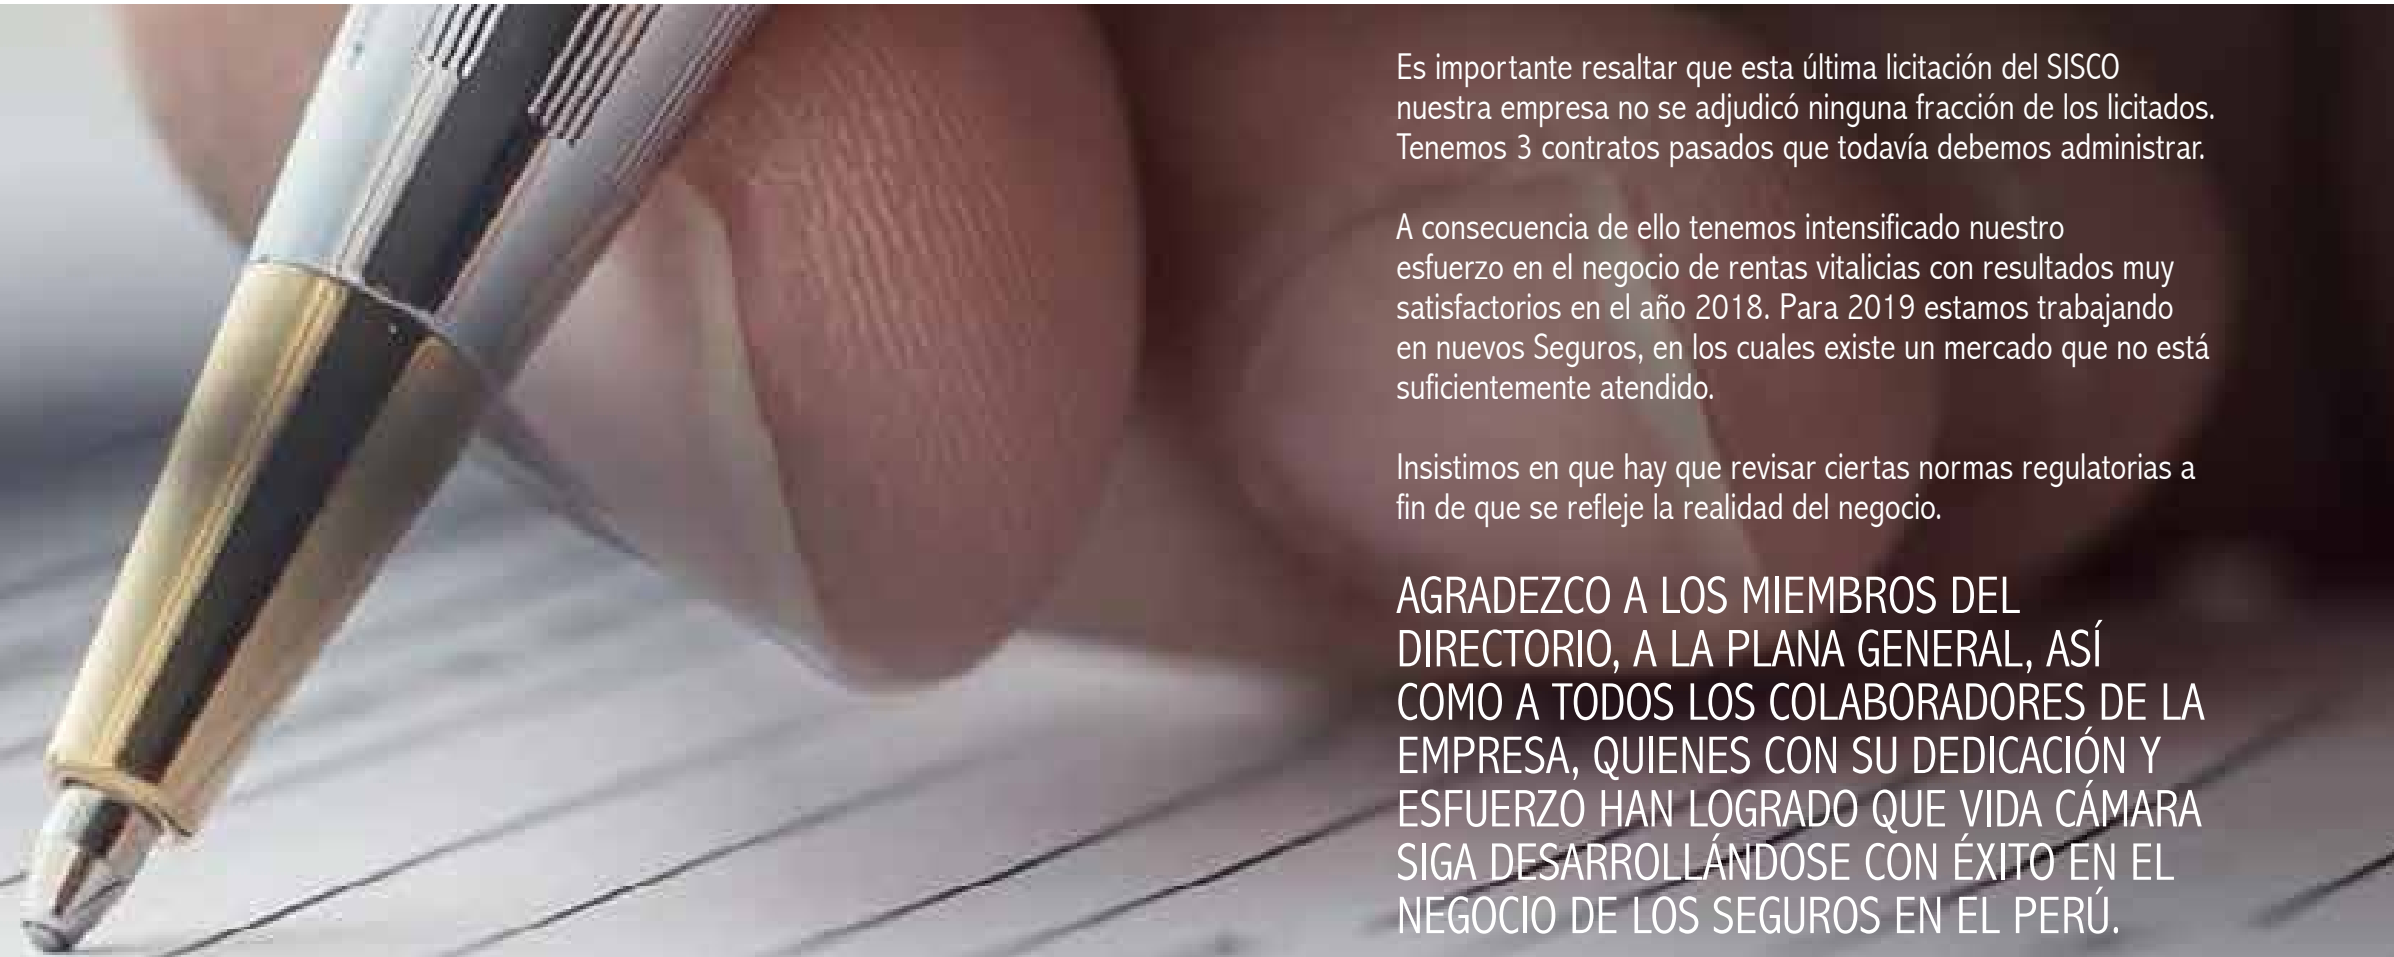 Es importante resaltar que esta última licitación del SISCO
nuestra empresa no se adjudicó ninguna fracción de los licitados.
Tenemos 3 contratos pasados que todavía debemos administrar.
A consecuencia de ello tenemos intensificado nuestro
esfuerzo en el negocio de rentas vitalicias con resultados muy
satisfactorios en el año 2018. Para 2019 estamos trabajando
en nuevos Seguros, en los cuales existe un mercado que no está
suficientemente atendido.
Insistimos en que hay que revisar ciertas normas regulatorias a
fin de que se refleje la realidad del negocio.
AGRADEZCO A LOS MIEMBROS DEL
DIRECTORIO, A LA PLANA GENERAL, ASÍ
COMO A TODOS LOS COLABORADORES DE LA
EMPRESA, QUIENES CON SU DEDICACIÓN Y
ESFUERZO HAN LOGRADO QUE VIDA CÁMARA
SIGA DESARROLLÁNDOSE CON ÉXITO EN EL
NEGOCIO DE LOS SEGUROS EN EL PERÚ.